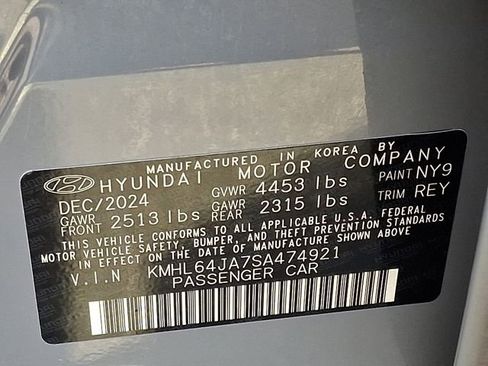 MANUFACTURED IN KOREA BY
HYUNDAI MOTOR COMPANY
DEC/2024 GVWR 4453 lbs PAINT NY9
GAWR FRONT 2513 lbs GAWR REAR 2315 lbs TRIM REY
THIS VEHICLE CONFORMS TO ALL APPLICABLE U.S.A. FEDERAL
MOTOR VEHICLE SAFETY, BUMPER, AND THEFT PREVENTION
STANDARDS IN EFFECT ON THE DATE OF MANUFACTURE SHOWN ABOVE.
V.I.N KMHL64JA7SA474921
PASSENGER CAR